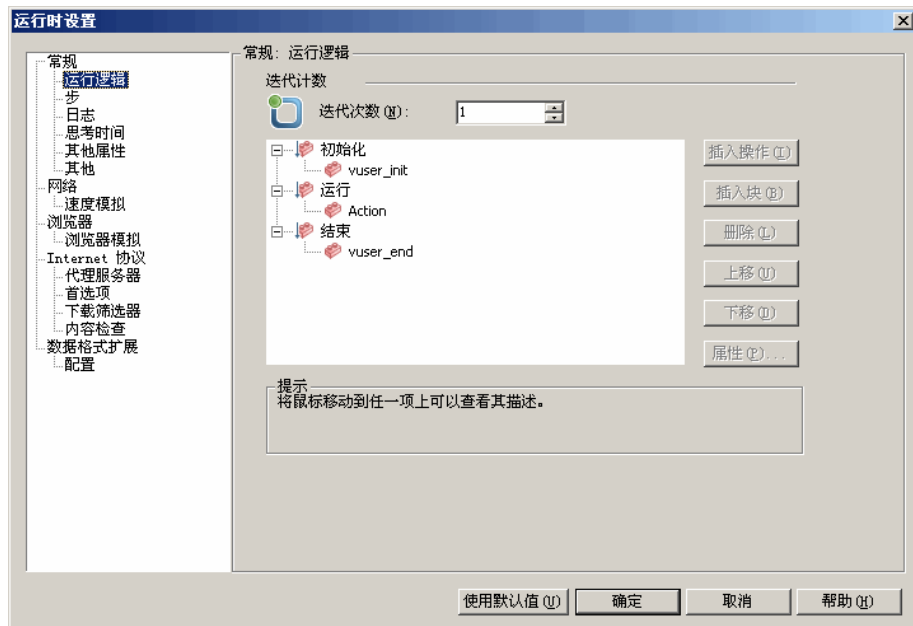 运行时设置
常规
运行逻辑
步
日志
思考时间
其他属性
其他
网络
速度模拟
浏览器
浏览器模拟
Internet 协议
代理服务器
首选项
下载筛选器
内容检查
数据格式扩展
配置
常规: 运行逻辑
迭代计数
迭代次数(N):
1
初始化
vuser_init
运行
Action
结束
vuser_end
插入操作(I)
插入块(B)
删除(L)
上移(U)
下移(D)
属性(P)...
提示
将鼠标移动到任一项上可以查看其描述。
使用默认值(U)
确定
取消
帮助(H)